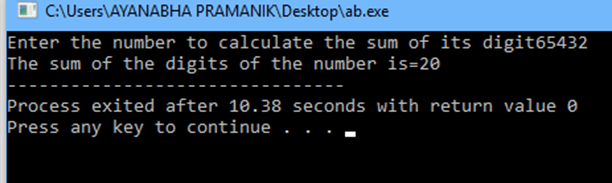 C:\Users\AYANABHA PRAMANIK\Desktop\ab.exe
Enter the number to calculate the sum of its digit65432
The sum of the digits of the number is=20
--------------------------------
Process exited after 10.38 seconds with return value 0
Press any key to continue . . .